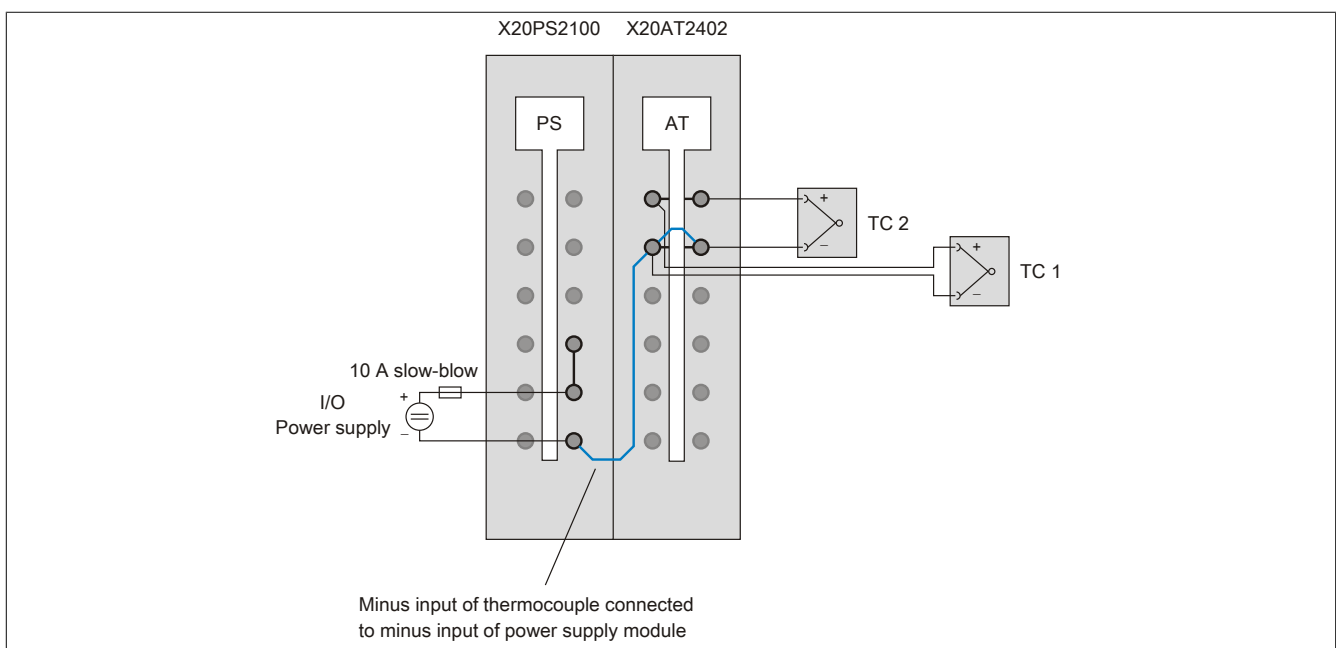 X20PS2100 X20AT2402
PS AT
+
−
TC 2
+
−
TC 1
10 A slow-blow
I/O
Power supply
+
−
Minus input of thermocouple connected
to minus input of power supply module